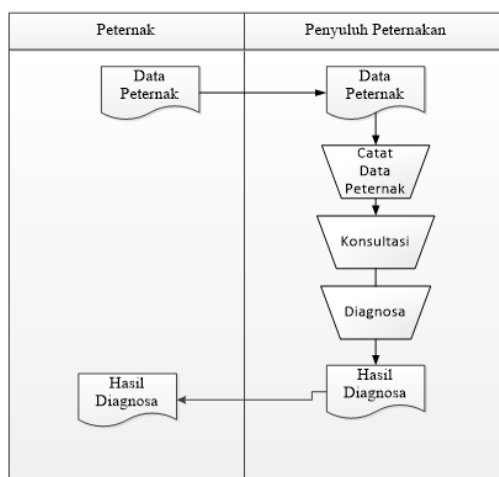 Peternak
Penyuluh Peternakan
Data
Peternak
Data
Peternak
Catat
Data
Peternak
Konsultasi
Diagnosa
Hasil
Diagnosa
Hasil
Diagnosa